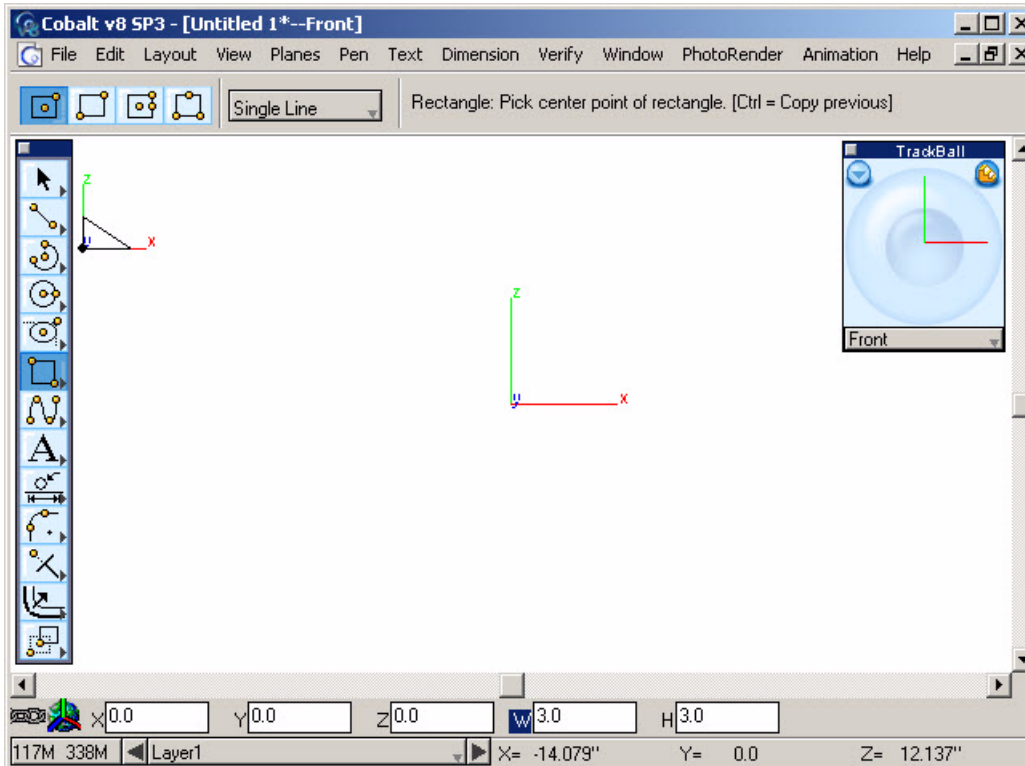 Cobalt v8 SP3 - [Untitled 1*--Front]
File Edit Layout View Planes Pen Text Dimension Verify Window PhotoRender Animation Help
Single Line
Rectangle: Pick center point of rectangle. [Ctrl = Copy previous]
TrackBall
z
y x
z
Front
y x
A
X 0.0 Y 0.0 Z 0.0 W 3.0 H 3.0
117M 338M Layer1 X= -14.079" Y= 0.0 Z= 12.137"